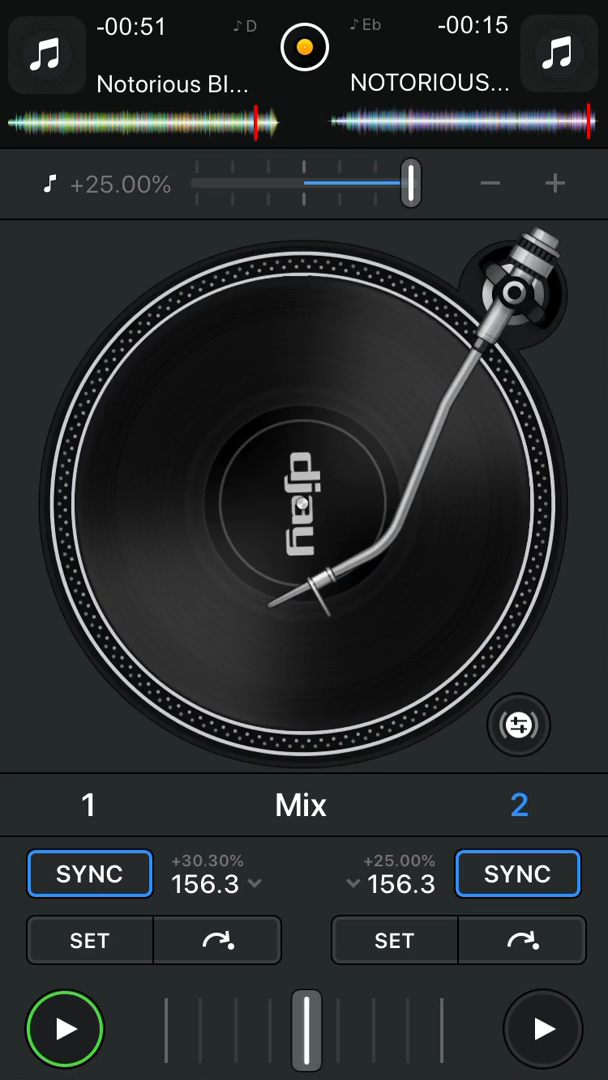 -00:51
♪ D
♪ Eb
-00:15
Notorious BI...
NOTORIOUS...
+25.00%
djay
1
Mix
2
SYNC
+30.30%
156.3
+25.00%
156.3
SYNC
SET
SET